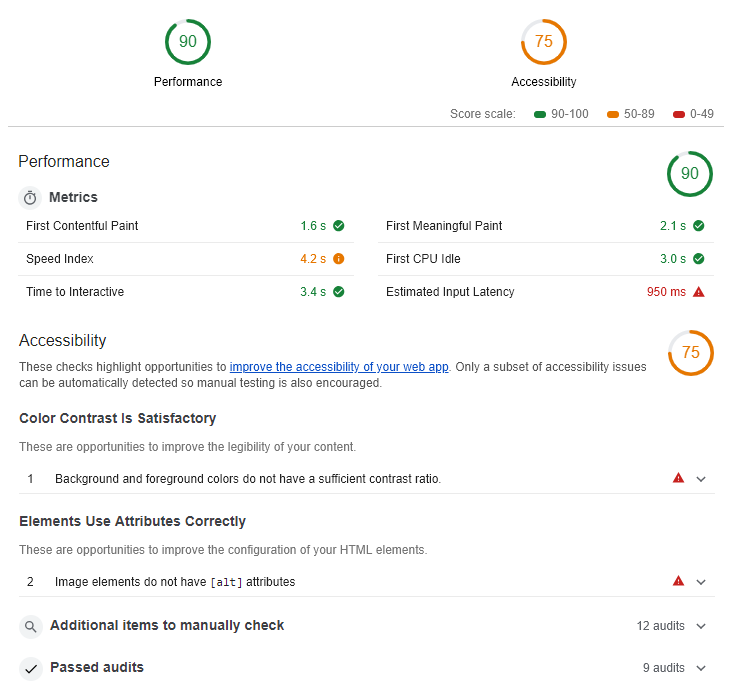 90
75
Performance
Accessibility
Score scale: 90-100 50-89 0-49
Performance
90
Metrics
First Contentful Paint 1.6 s
First Meaningful Paint 2.1 s
Speed Index 4.2 s
First CPU Idle 3.0 s
Time to Interactive 3.4 s
Estimated Input Latency 950 ms
Accessibility
75
These checks highlight opportunities to improve the accessibility of your web app. Only a subset of accessibility issues
can be automatically detected so manual testing is also encouraged.
Color Contrast Is Satisfactory
These are opportunities to improve the legibility of your content.
1 Background and foreground colors do not have a sufficient contrast ratio.
Elements Use Attributes Correctly
These are opportunities to improve the configuration of your HTML elements.
2 Image elements do not have [alt] attributes
Additional items to manually check 12 audits
Passed audits 9 audits